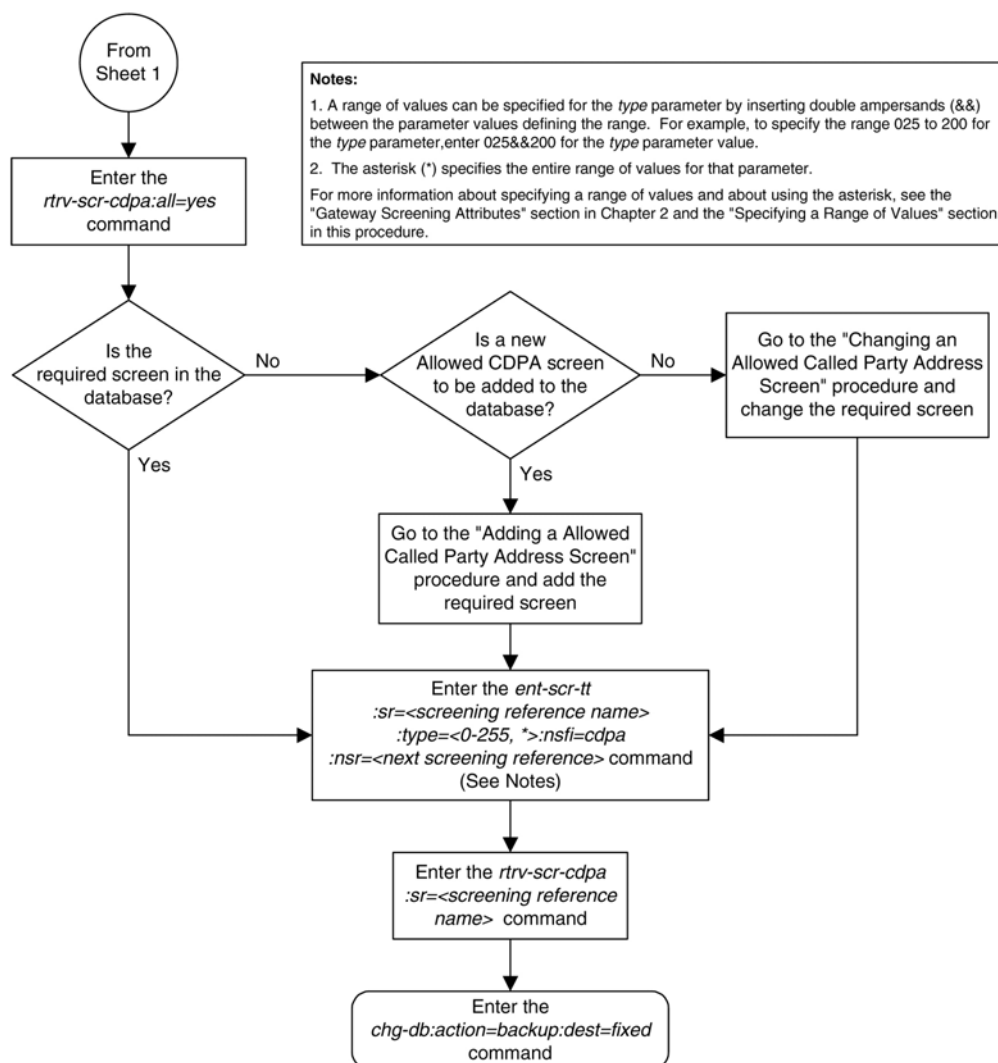 From
Sheet 1
Notes:
1. A range of values can be specified for the type parameter by inserting double ampersands (&&)
between the parameter values defining the range. For example, to specify the range 025 to 200 for
the type parameter,enter 025&&200 for the type parameter value.
2. The asterisk (*) specifies the entire range of values for that parameter.
For more information about specifying a range of values and about using the asterisk, see the
"Gateway Screening Attributes" section in Chapter 2 and the "Specifying a Range of Values" section
in this procedure.
Enter the
rtrv-scr-cdpa:all=yes
command
Is the
required screen in the
database?
No
Yes
Is a new
Allowed CDPA screen
to be added to the
database?
No
Yes
Go to the "Changing an
Allowed Called Party Address
Screen" procedure and
change the required screen
Go to the "Adding a Allowed
Called Party Address Screen"
procedure and add the
required screen
Enter the ent-scr-tt
:sr=<screening reference name>
:type=<0-255, *>:nsfi=cdpa
:nsr=<next screening reference> command
(See Notes)
Enter the rtrv-scr-cdpa
:sr=<screening reference
name> command
Enter the
chg-db:action=backup:dest=fixed
command